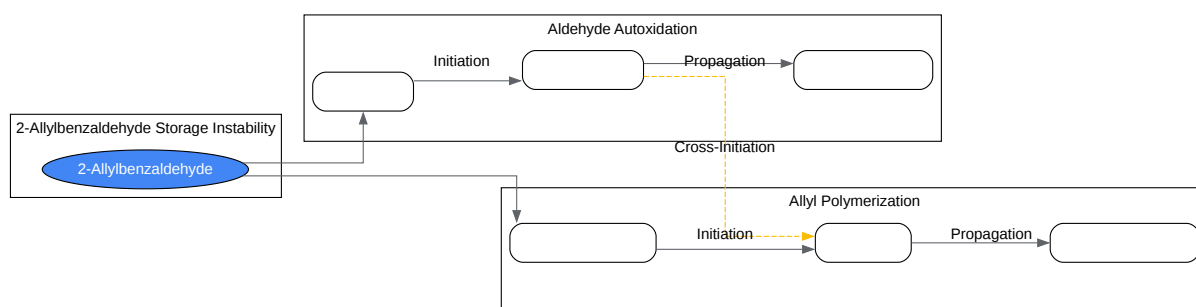 Aldehyde Autoxidation
Initiation
Propagation
2-Allylbenzaldehyde Storage Instability
2-Allylbenzaldehyde
Cross-Initiation
Allyl Polymerization
Initiation
Propagation